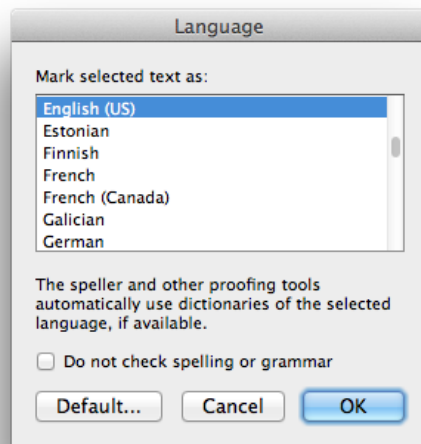 Language
Mark selected text as:
English (US)
Estonian
Finnish
French
French (Canada)
Galician
German
The speller and other proofing tools
automatically use dictionaries of the selected
language, if available.
Do not check spelling or grammar
Default... Cancel OK